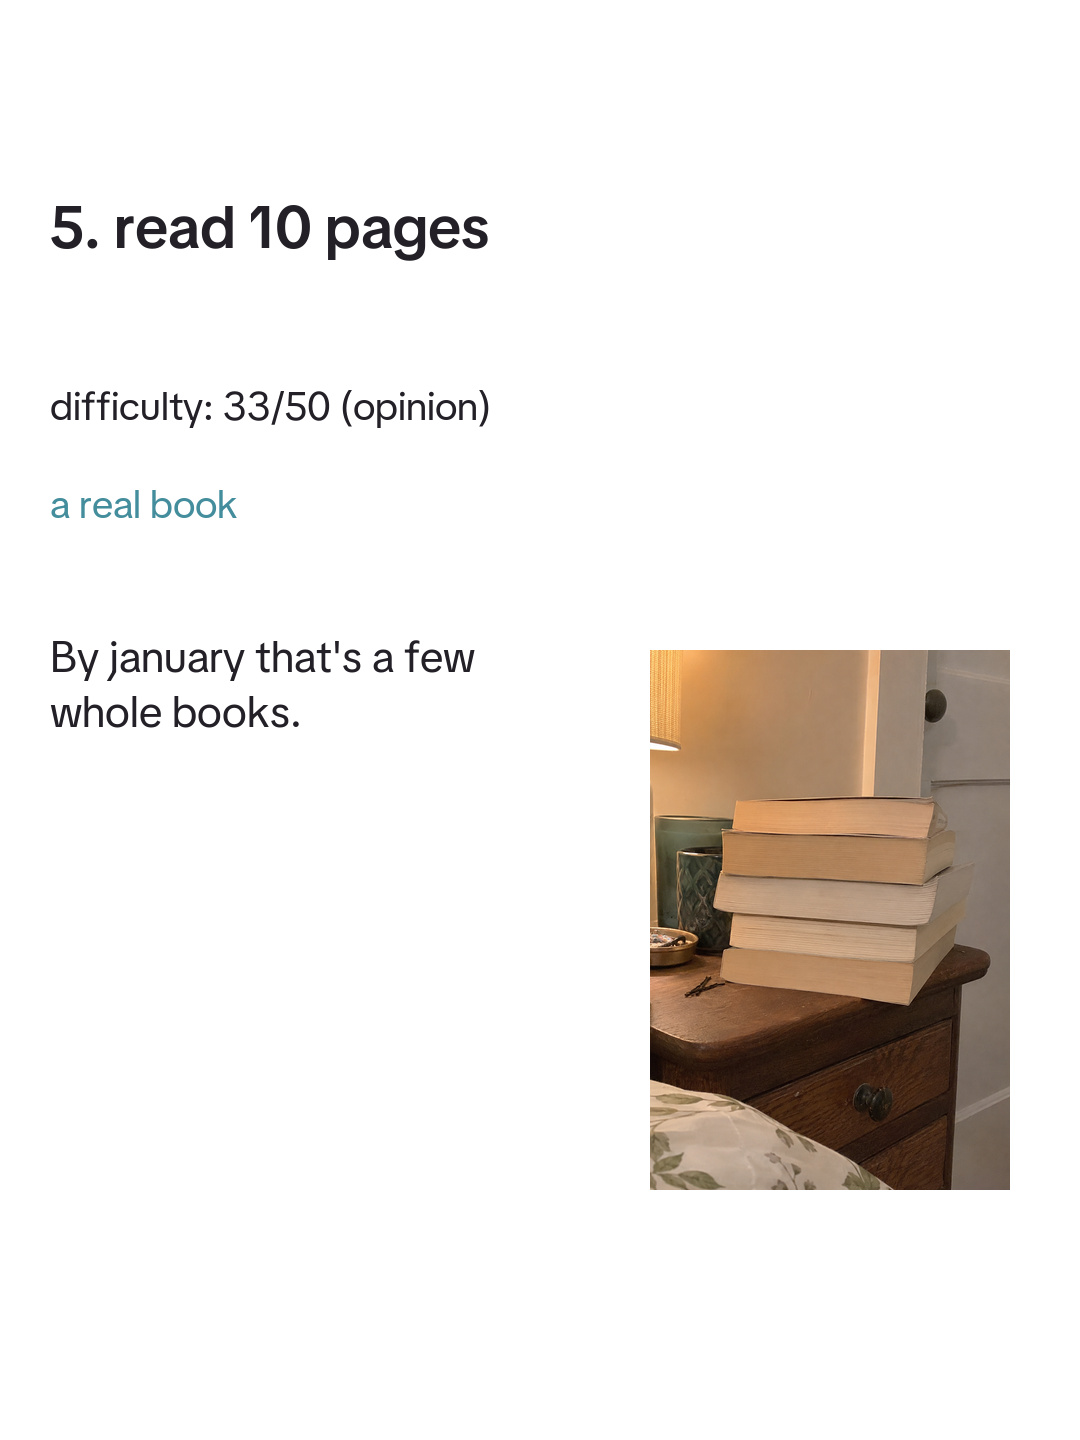 5. read 10 pages
difficulty: 33/50 (opinion)
a real book
By january that's a few
whole books.